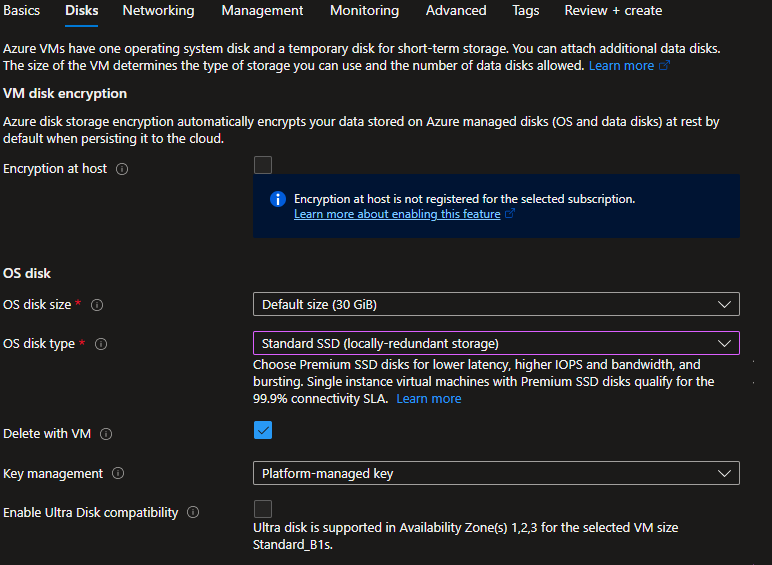 Basics Disks Networking Management Monitoring Advanced Tags Review + create
Azure VMs have one operating system disk and a temporary disk for short-term storage. You can attach additional data disks.
The size of the VM determines the type of storage you can use and the number of data disks allowed. Learn more
VM disk encryption
Azure disk storage encryption automatically encrypts your data stored on Azure managed disks (OS and data disks) at rest by
default when persisting it to the cloud.
Encryption at host
Encryption at host is not registered for the selected subscription.
Learn more about enabling this feature
OS disk
OS disk size * Default size (30 GiB)
OS disk type * Standard SSD (locally-redundant storage)
Choose Premium SSD disks for lower latency, higher IOPS and bandwidth, and
bursting. Single instance virtual machines with Premium SSD disks qualify for the
99.9% connectivity SLA. Learn more
Delete with VM
Key management Platform-managed key
Enable Ultra Disk compatibility
Ultra disk is supported in Availability Zone(s) 1,2,3 for the selected VM size
Standard_B1s.